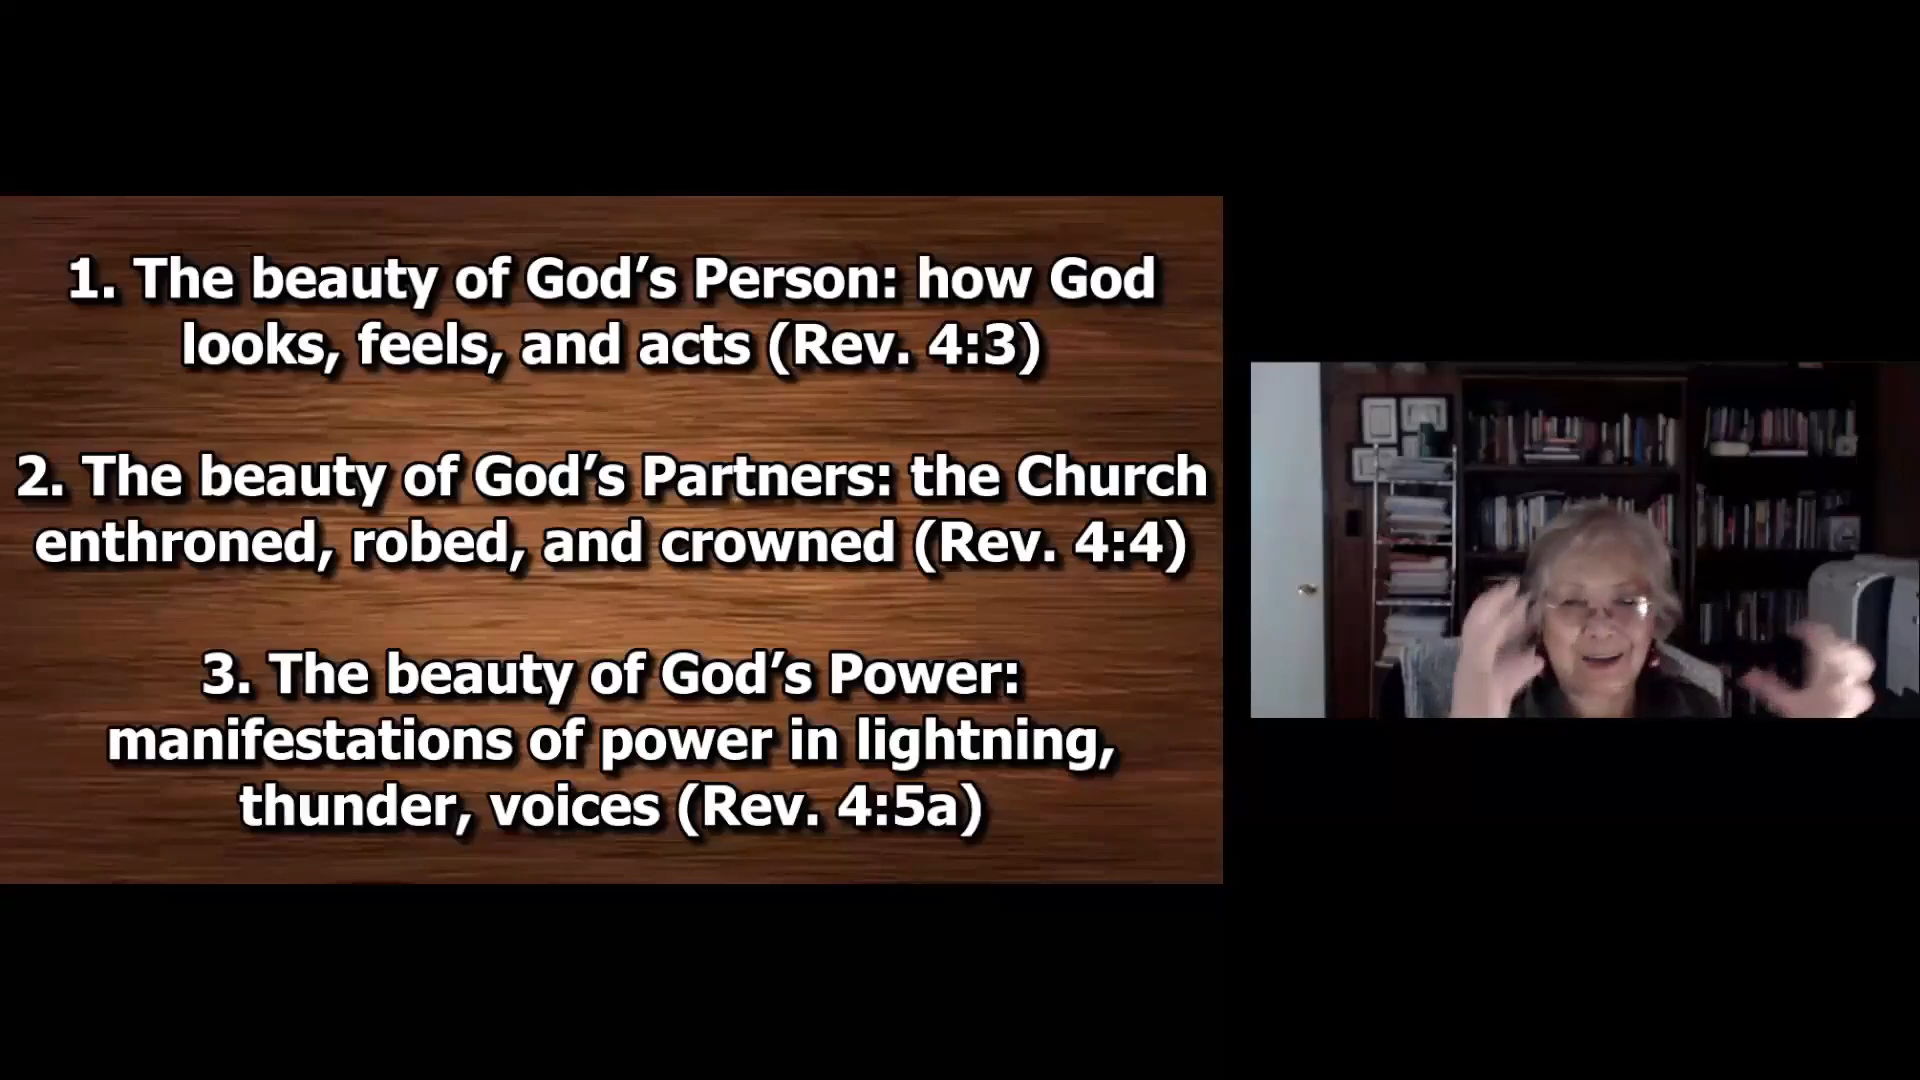 1. The beauty of God’s Person: how God
looks, feels, and acts (Rev. 4:3)
2. The beauty of God’s Partners: the Church
enthroned, robed, and crowned (Rev. 4:4)
3. The beauty of God’s Power:
manifestations of power in lightning,
thunder, voices (Rev. 4:5a)